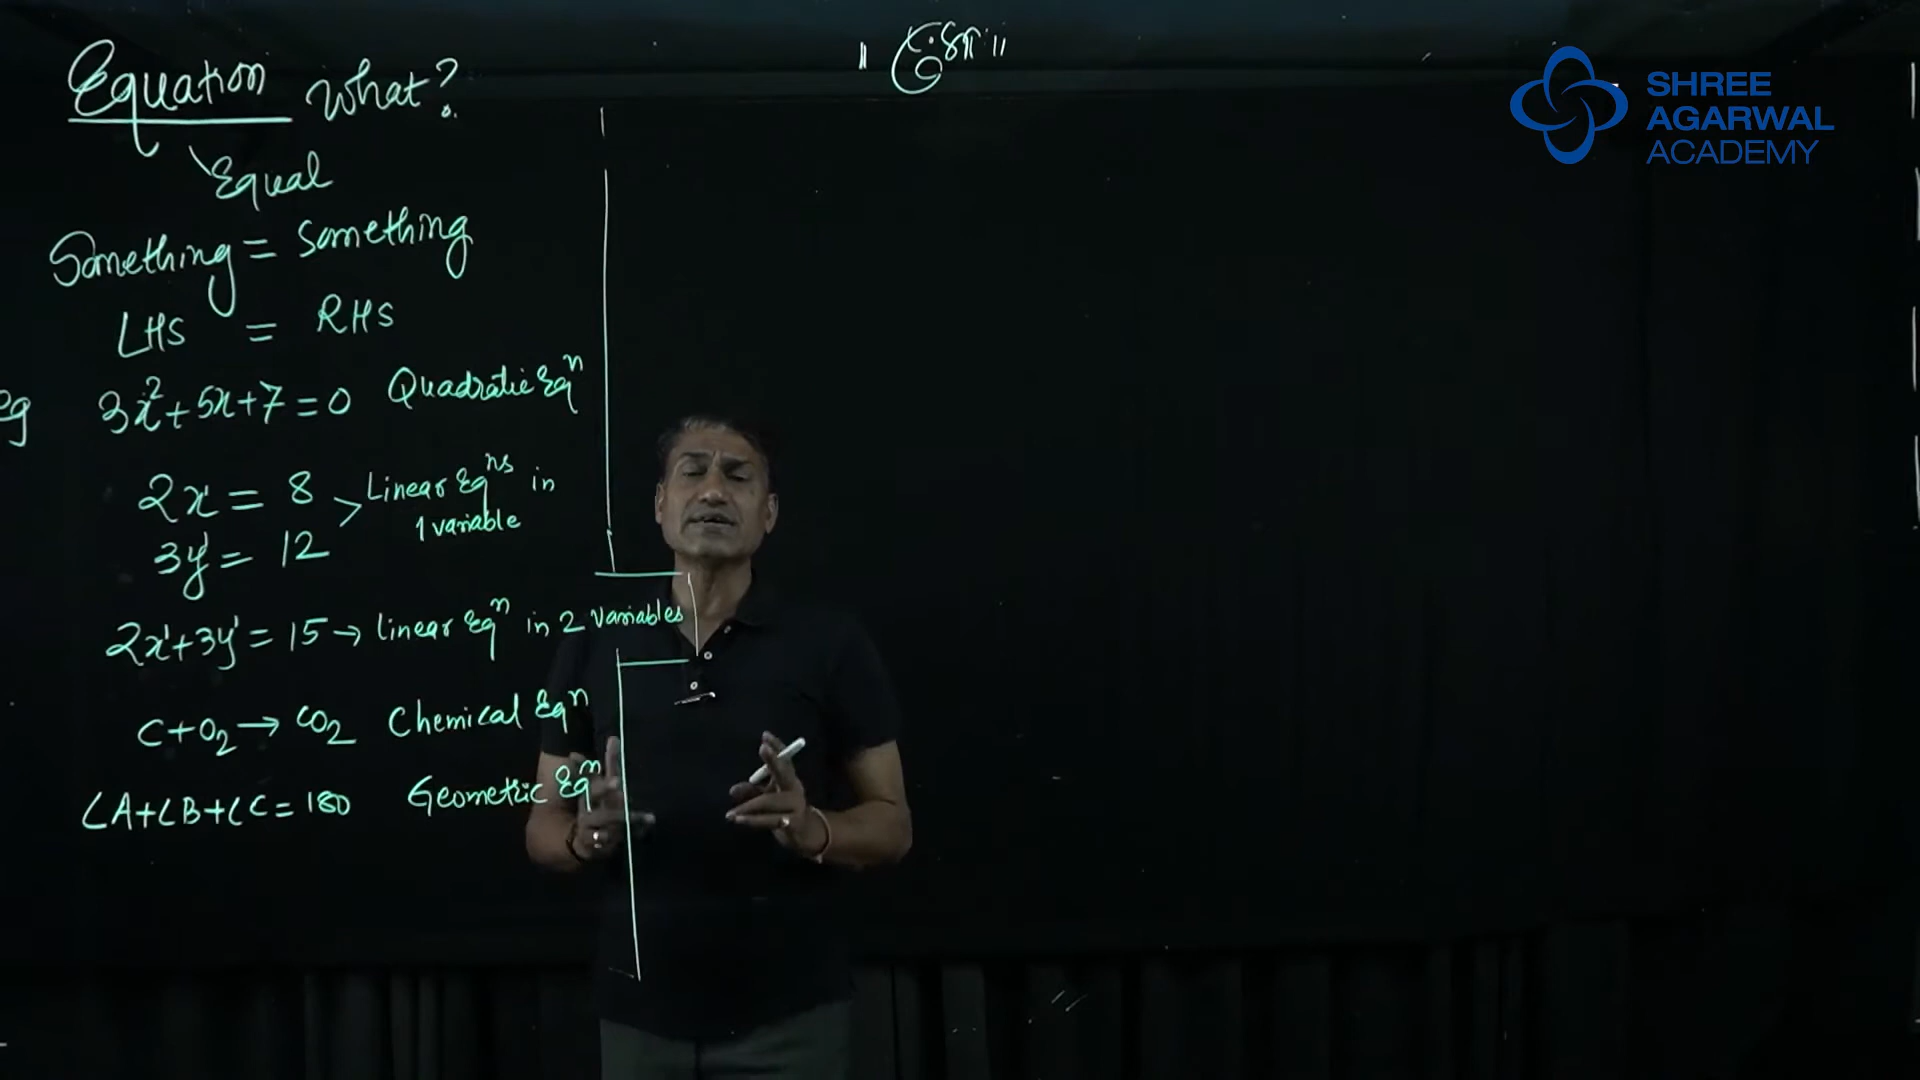 Equation What?
Equal
Something = Something
LHS = RHS
eg 3x²+5x+7=0 Quadratic Eqⁿ
2x = 8 > Linear Eqⁿˢ in
1 variable
3y = 12
2x¹+3y¹=15 → Linear Eqⁿ in 2 variables
C+O₂→CO₂ Chemical Eqⁿ
∠A+∠B+∠C=180 Geometric Eqⁿ
SHREE
AGARWAL
ACADEMY